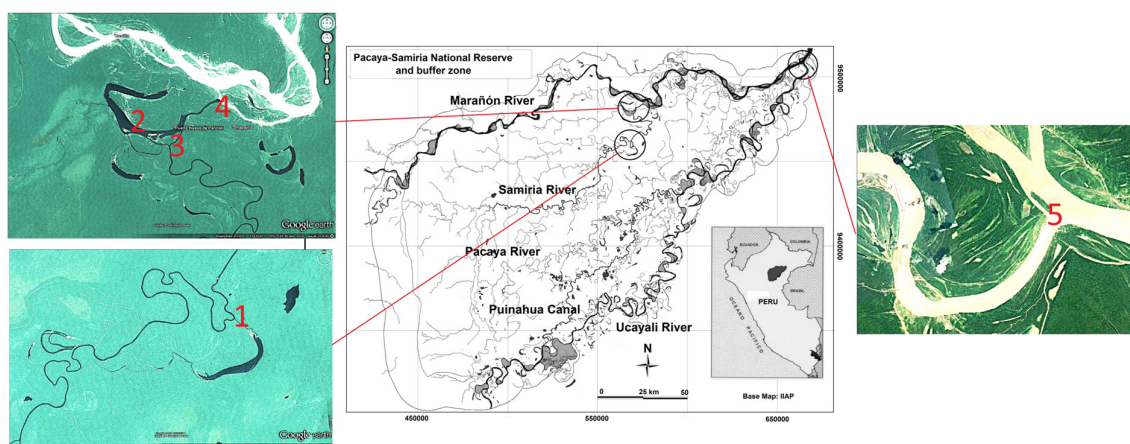 4
2
3
Google earth
1
Google earth
Pacaya-Samiria National Reserve
and buffer zone
Marañón River
Samiria River
Pacaya River
Puinahua Canal
Ucayali River
N
0 25 km 50
Base Map: IIAP
450000 550000 650000
9500000
9400000
ECUADOR
COLOMBIA
BRASIL
PERU
OCEANO PACIFICO
5